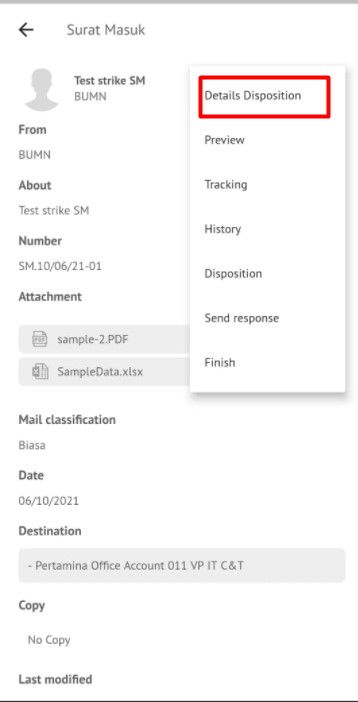 Surat Masuk
Test strike SM
BUMN
Details Disposition
Preview
Tracking
History
Disposition
Send response
Finish
From
BUMN
About
Test strike SM
Number
SM.10/06/21-01
Attachment
PDF
sample-2.PDF
SampleData.xlsx
Mail classification
Biasa
Date
06/10/2021
Destination
- Pertamina Office Account 011 VP IT C&T
Copy
No Copy
Last modified